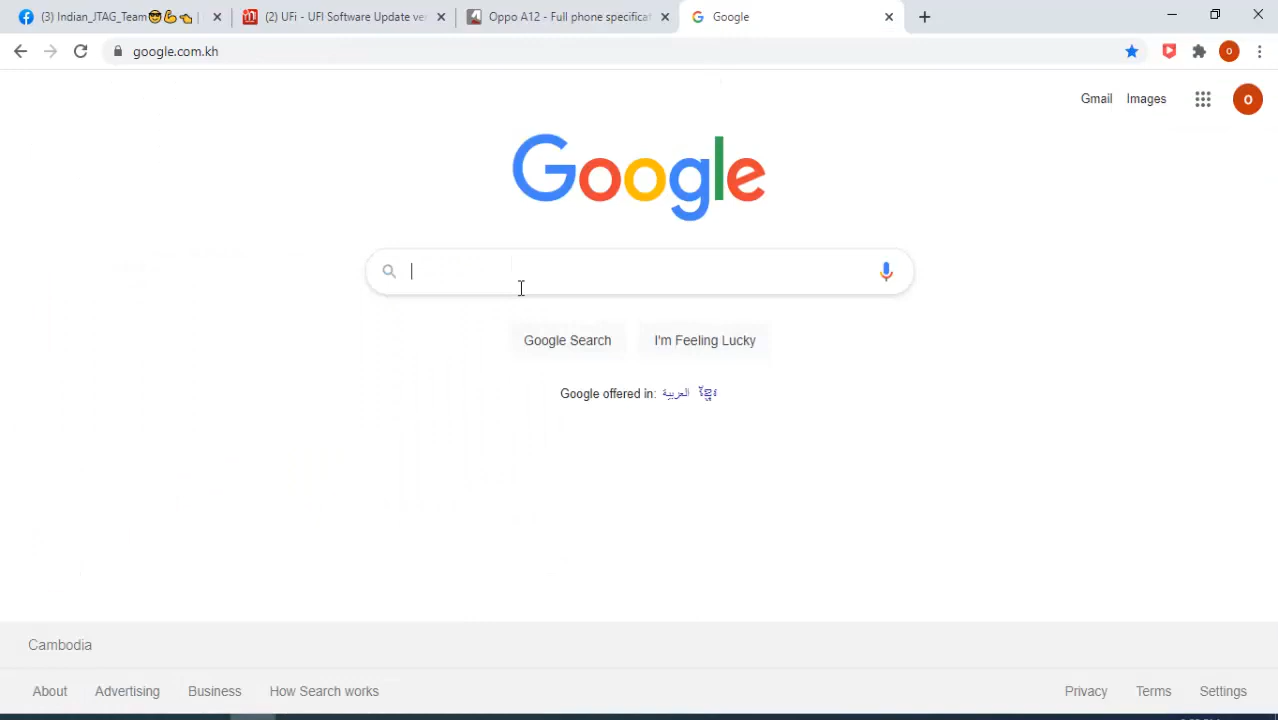 (3) Indian_JTAG_Team😎💪👈 |
(2) UFi - UFI Software Update ver
Oppo A12 - Full phone specificat
Google
google.com.kh
o
Gmail Images
o
Google
Google Search I'm Feeling Lucky
Google offered in: العربية ខ្មែរ
Cambodia
About Advertising Business How Search works Privacy Terms Settings